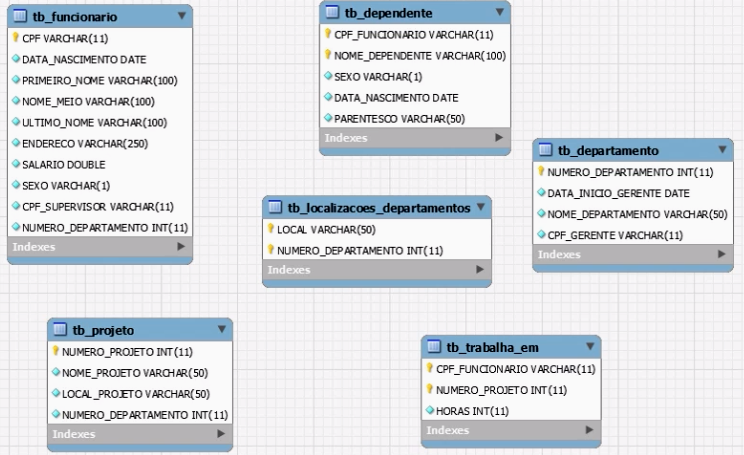 tb_funcionario
CPF VARCHAR(11)
DATA_NASCIMENTO DATE
PRIMEIRO_NOME VARCHAR(100)
NOME_MEIO VARCHAR(100)
ULTIMO_NOME VARCHAR(100)
ENDERECO VARCHAR(250)
SALARIO DOUBLE
SEXO VARCHAR(1)
CPF_SUPERVISOR VARCHAR(11)
NUMERO_DEPARTAMENTO INT(11)
Indexes
tb_dependente
CPF_FUNCIONARIO VARCHAR(11)
NOME_DEPENDENTE VARCHAR(100)
SEXO VARCHAR(1)
DATA_NASCIMENTO DATE
PARENTESCO VARCHAR(50)
Indexes
tb_departamento
NUMERO_DEPARTAMENTO INT(11)
DATA_INICIO_GERENTE DATE
NOME_DEPARTAMENTO VARCHAR(50)
CPF_GERENTE VARCHAR(11)
Indexes
tb_localizacoes_departamentos
LOCAL VARCHAR(50)
NUMERO_DEPARTAMENTO INT(11)
Indexes
tb_projeto
NUMERO_PROJETO INT(11)
NOME_PROJETO VARCHAR(50)
LOCAL_PROJETO VARCHAR(50)
NUMERO_DEPARTAMENTO INT(11)
Indexes
tb_trabalha_em
CPF_FUNCIONARIO VARCHAR(11)
NUMERO_PROJETO INT(11)
HORAS INT(11)
Indexes